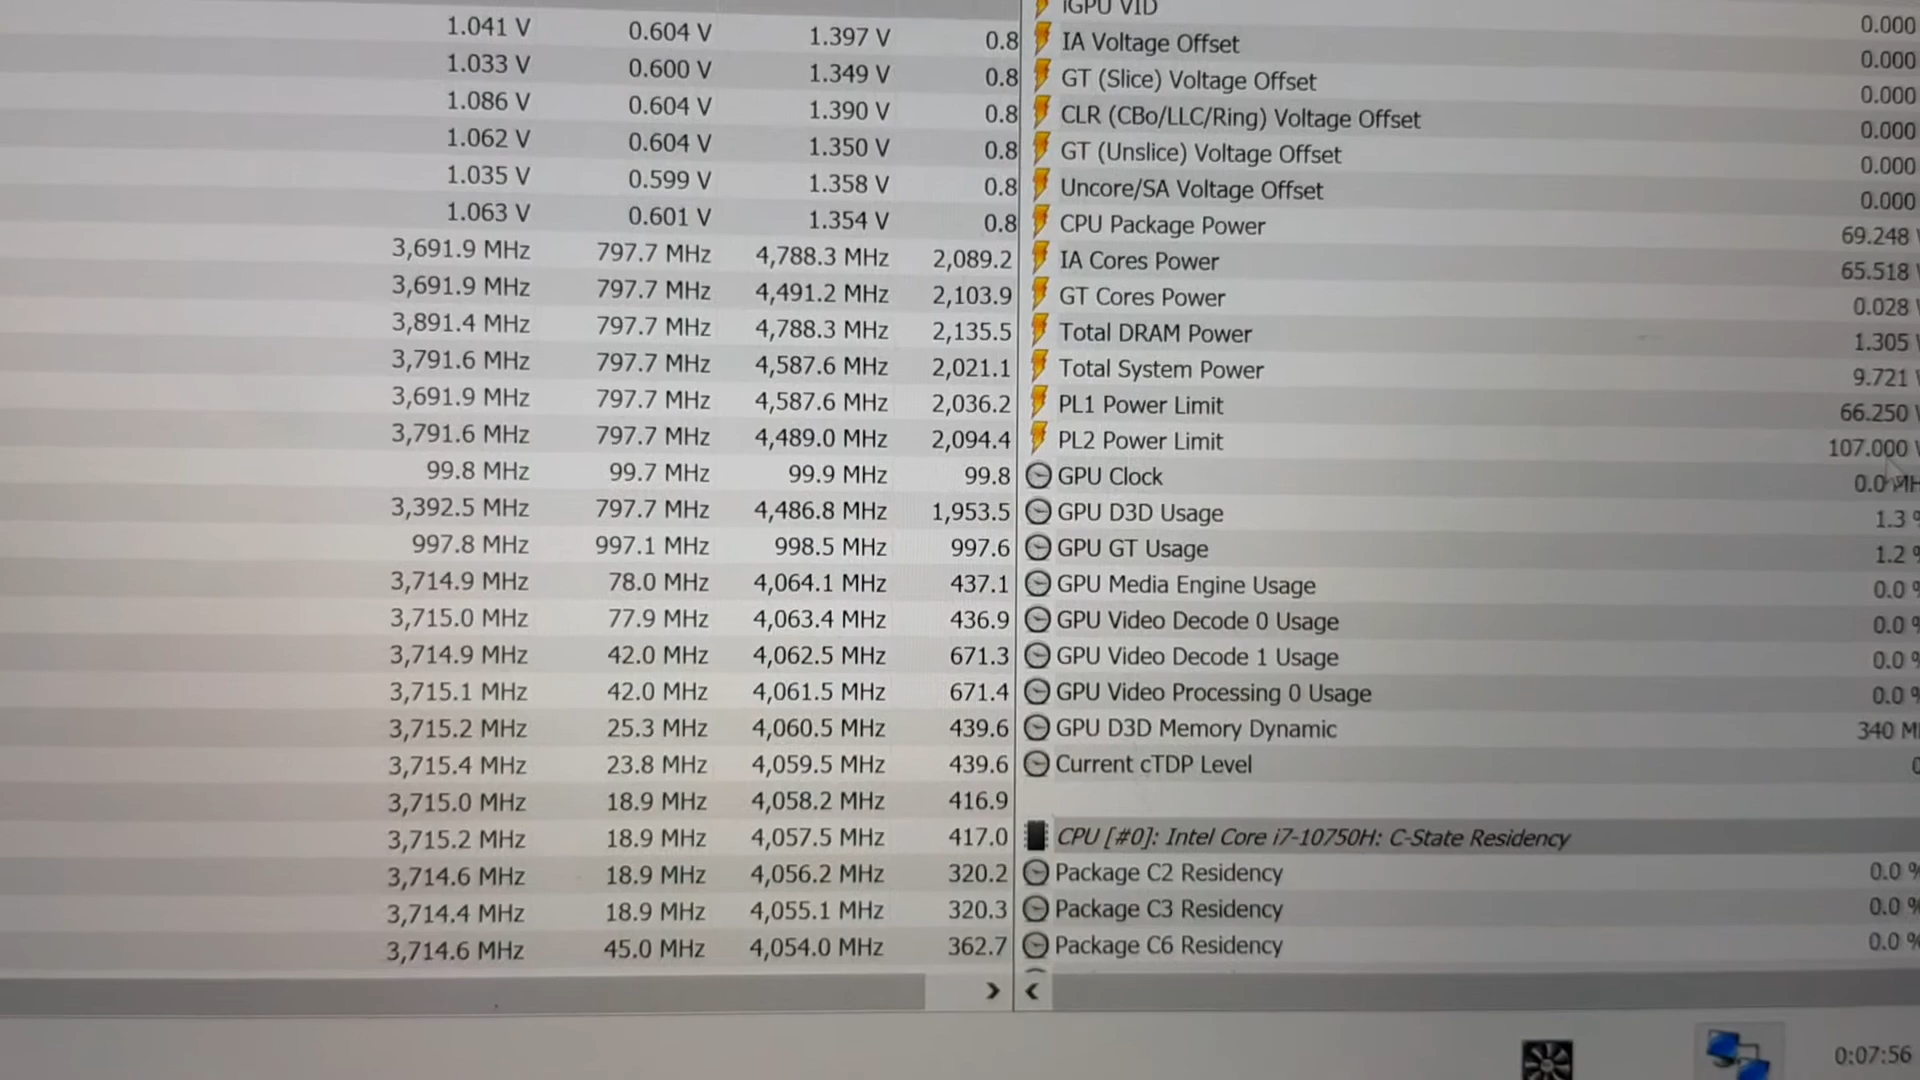 1.041 V 0.604 V 1.397 V 0.8
1.033 V 0.600 V 1.349 V 0.8
1.086 V 0.604 V 1.390 V 0.8
1.062 V 0.604 V 1.350 V 0.8
1.035 V 0.599 V 1.358 V 0.8
1.063 V 0.601 V 1.354 V 0.8
3,691.9 MHz 797.7 MHz 4,788.3 MHz 2,089.2
3,691.9 MHz 797.7 MHz 4,491.2 MHz 2,103.9
3,891.4 MHz 797.7 MHz 4,788.3 MHz 2,135.5
3,791.6 MHz 797.7 MHz 4,587.6 MHz 2,021.1
3,691.9 MHz 797.7 MHz 4,587.6 MHz 2,036.2
3,791.6 MHz 797.7 MHz 4,489.0 MHz 2,094.4
99.8 MHz 99.7 MHz 99.9 MHz 99.8
3,392.5 MHz 797.7 MHz 4,486.8 MHz 1,953.5
997.8 MHz 997.1 MHz 998.5 MHz 997.6
3,714.9 MHz 78.0 MHz 4,064.1 MHz 437.1
3,715.0 MHz 77.9 MHz 4,063.4 MHz 436.9
3,714.9 MHz 42.0 MHz 4,062.5 MHz 671.3
3,715.1 MHz 42.0 MHz 4,061.5 MHz 671.4
3,715.2 MHz 25.3 MHz 4,060.5 MHz 439.6
3,715.4 MHz 23.8 MHz 4,059.5 MHz 439.6
3,715.0 MHz 18.9 MHz 4,058.2 MHz 416.9
3,715.2 MHz 18.9 MHz 4,057.5 MHz 417.0
3,714.6 MHz 18.9 MHz 4,056.2 MHz 320.2
3,714.4 MHz 18.9 MHz 4,055.1 MHz 320.3
3,714.6 MHz 45.0 MHz 4,054.0 MHz 362.7
iGPU VID 0.000
IA Voltage Offset 0.000
GT (Slice) Voltage Offset 0.000
CLR (CBo/LLC/Ring) Voltage Offset 0.000
GT (Unslice) Voltage Offset 0.000
Uncore/SA Voltage Offset 0.000
CPU Package Power 69.248
IA Cores Power 65.518
GT Cores Power 0.028
Total DRAM Power 1.305
Total System Power 9.721
PL1 Power Limit 66.250
PL2 Power Limit 107.000
GPU Clock 0.0 MH
GPU D3D Usage 1.3 %
GPU GT Usage 1.2 %
GPU Media Engine Usage 0.0 %
GPU Video Decode 0 Usage 0.0 %
GPU Video Decode 1 Usage 0.0 %
GPU Video Processing 0 Usage 0.0 %
GPU D3D Memory Dynamic 340 M
Current cTDP Level 0
CPU [#0]: Intel Core i7-10750H: C-State Residency
Package C2 Residency 0.0 %
Package C3 Residency 0.0 %
Package C6 Residency 0.0 %
0:07:56